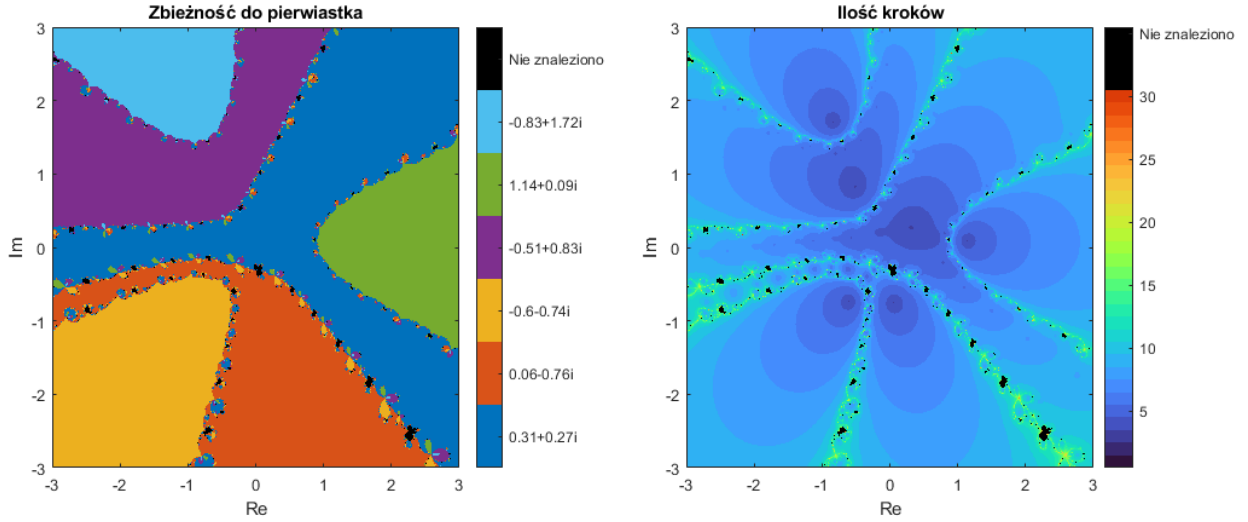 Zbieżność do pierwiastka
3
2
1
0
-1
-2
-3
Im
-3
-2
-1
0
1
2
3
Re
Nie znaleziono
-0.83+1.72i
1.14+0.09i
-0.51+0.83i
-0.6-0.74i
0.06-0.76i
0.31+0.27i
Ilość kroków
3
2
1
0
-1
-2
-3
Im
-3
-2
-1
0
1
2
3
Re
Nie znaleziono
30
25
20
15
10
5